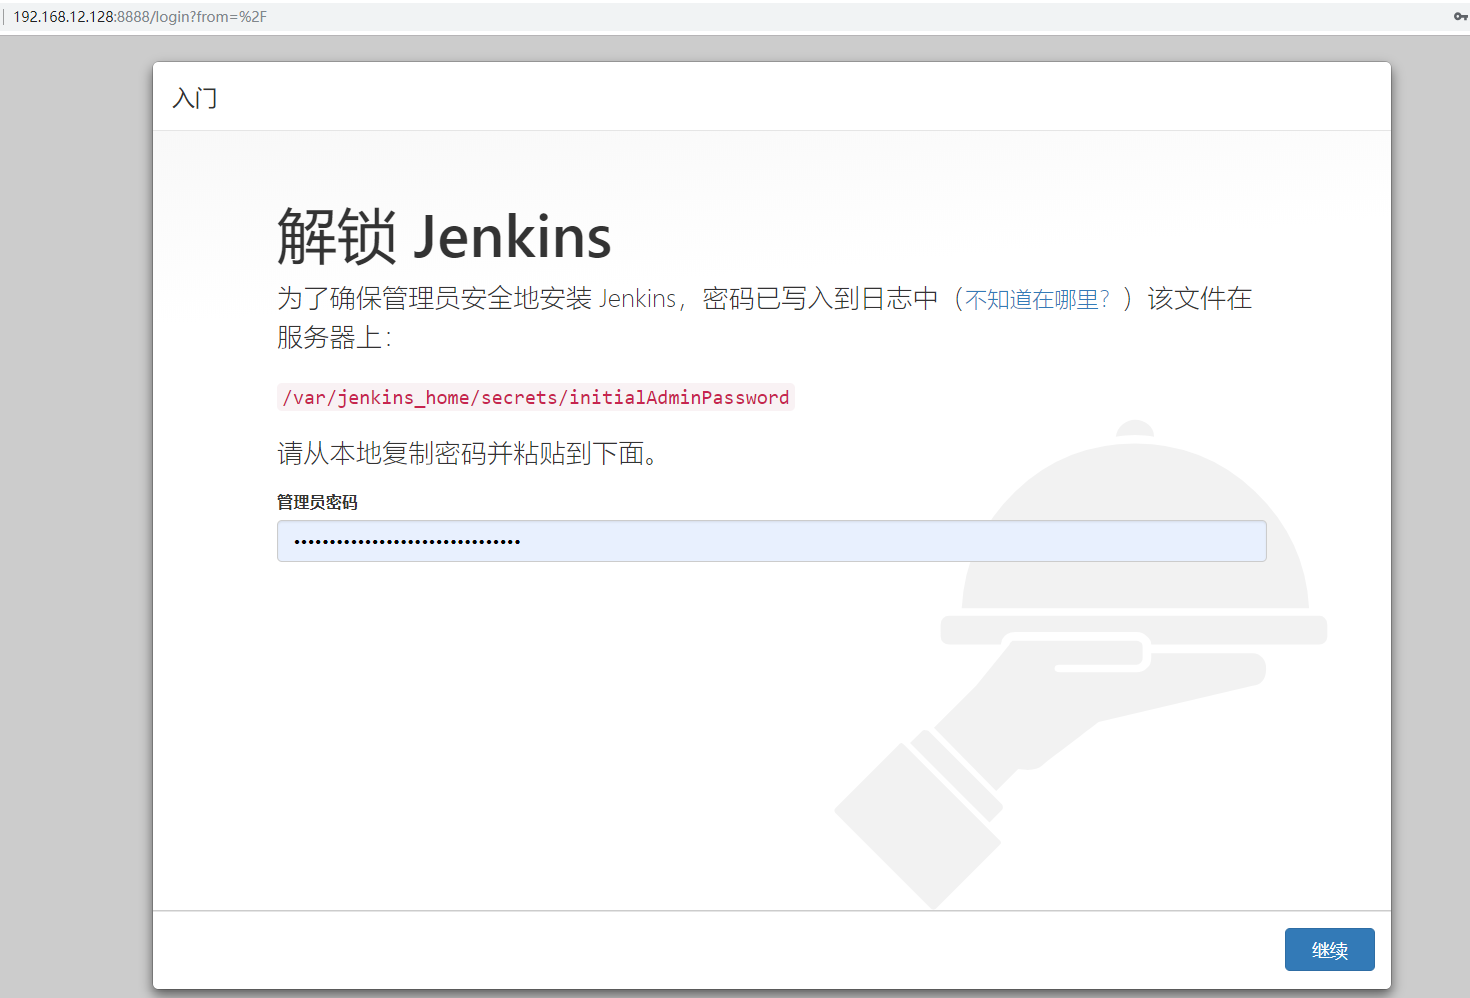 192.168.12.128:8888/login?from=%2F
入门
解锁 Jenkins
为了确保管理员安全地安装 Jenkins，密码已写入到日志中（不知道在哪里？）该文件在
服务器上：
/var/jenkins_home/secrets/initialAdminPassword
请从本地复制密码并粘贴到下面。
管理员密码
••••••••••••••••••••••••••••••••
继续